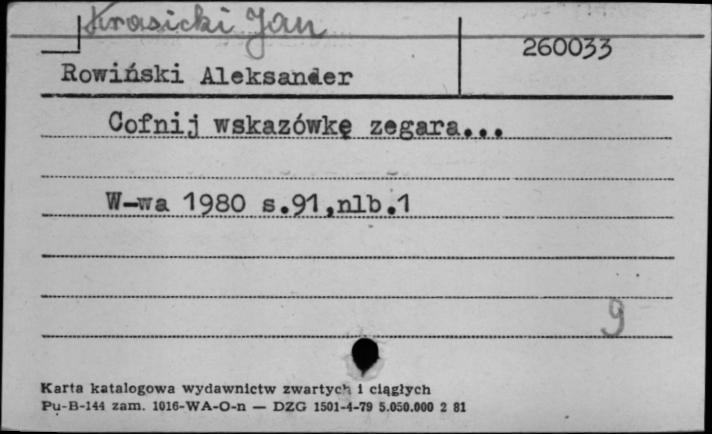 Krasicki Jan
260033
Rowiński Aleksander
Cofnij wskazówkę zegara...
W-wa 1980 s.91,nlb.1
9
Karta katalogowa wydawnictw zwartych i ciągłych
Pu-B-144 zam. 1016-WA-O-n — DZG 1501-4-79 5.050.000 2 81